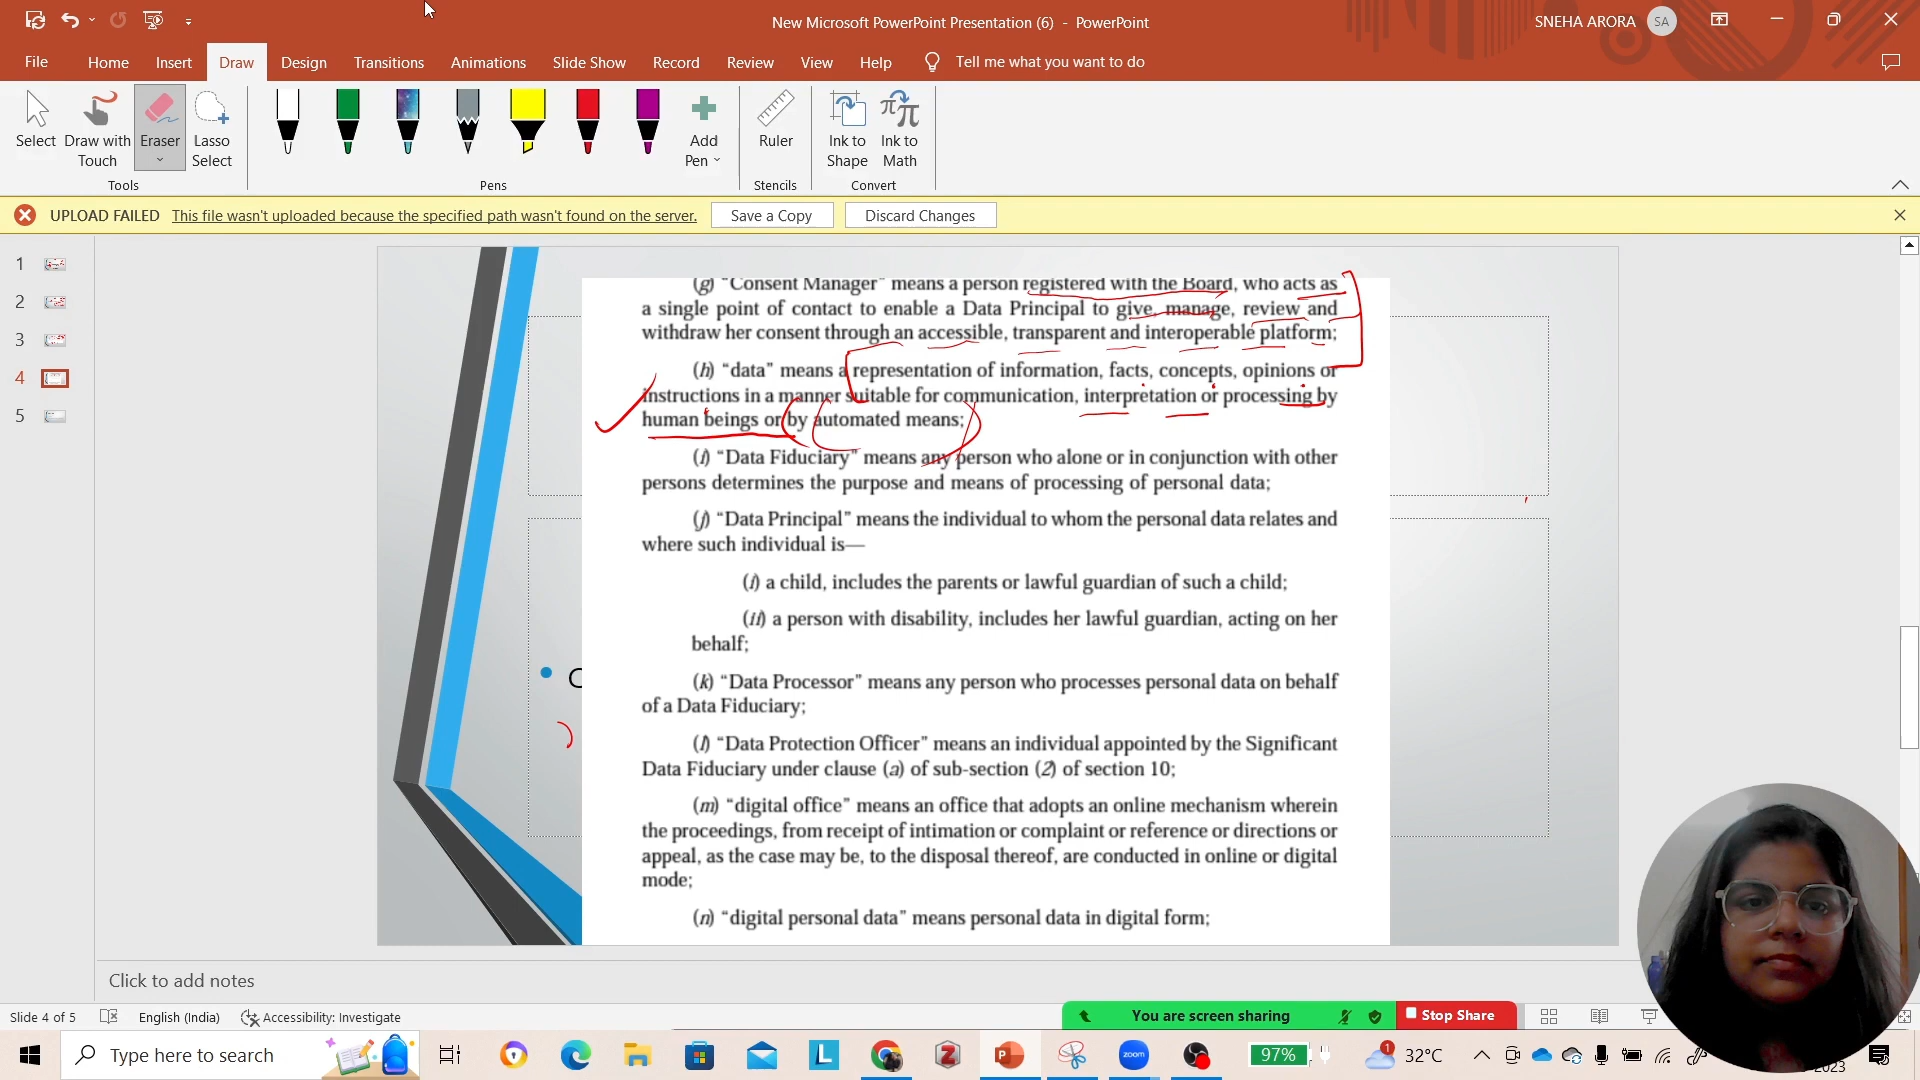 New Microsoft PowerPoint Presentation (6) - PowerPoint
SNEHA ARORA SA
File Home Insert Draw Design Transitions Animations Slide Show Record Review View Help Tell me what you want to do
Select Draw with Touch Eraser Lasso Select Add Pen Ruler Ink to Shape Ink to Math
Tools Pens Stencils Convert
UPLOAD FAILED This file wasn't uploaded because the specified path wasn't found on the server. Save a Copy Discard Changes
1
2
3
4
5
(g) “Consent Manager” means a person registered with the Board, who acts as
a single point of contact to enable a Data Principal to give, manage, review and
withdraw her consent through an accessible, transparent and interoperable platform;
(h) “data” means a representation of information, facts, concepts, opinions or
instructions in a manner suitable for communication, interpretation or processing by
human beings or by automated means;
(i) “Data Fiduciary” means any person who alone or in conjunction with other
persons determines the purpose and means of processing of personal data;
(j) “Data Principal” means the individual to whom the personal data relates and
where such individual is—
(i) a child, includes the parents or lawful guardian of such a child;
(ii) a person with disability, includes her lawful guardian, acting on her
behalf;
(k) “Data Processor” means any person who processes personal data on behalf
of a Data Fiduciary;
(l) “Data Protection Officer” means an individual appointed by the Significant
Data Fiduciary under clause (a) of sub-section (2) of section 10;
(m) “digital office” means an office that adopts an online mechanism wherein
the proceedings, from receipt of intimation or complaint or reference or directions or
appeal, as the case may be, to the disposal thereof, are conducted in online or digital
mode;
(n) “digital personal data” means personal data in digital form;
Click to add notes
Slide 4 of 5 English (India) Accessibility: Investigate
You are screen sharing Stop Share
Type here to search
zoom
97%
1
32°C
2023